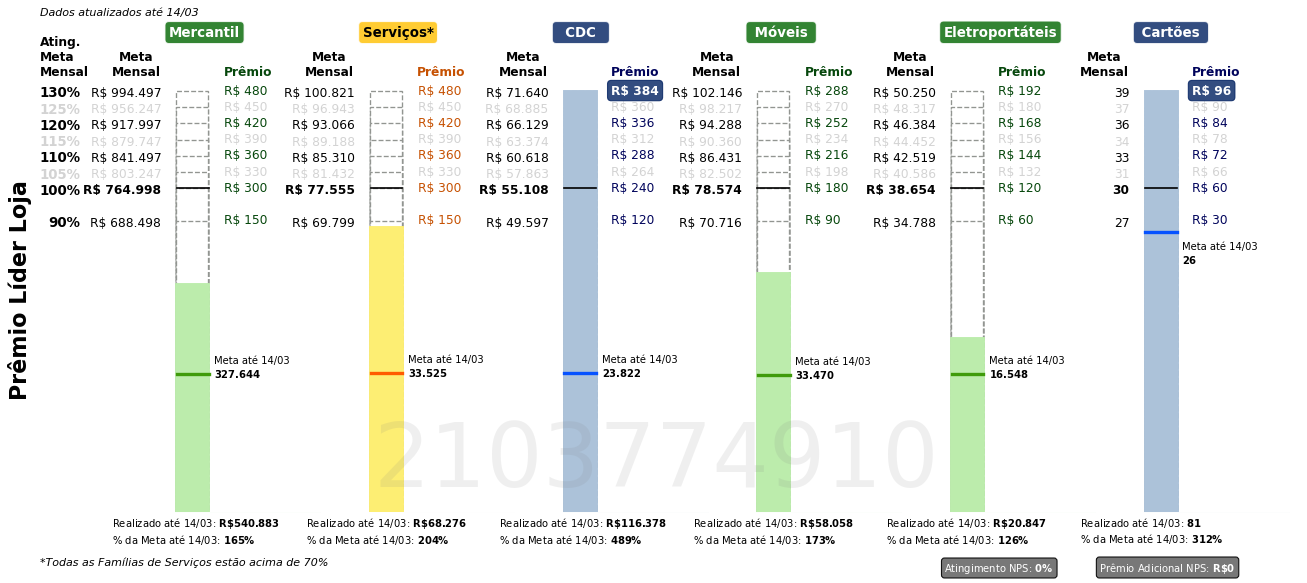 Dados atualizados até 14/03
Mercantil Serviços* CDC Móveis Eletroportáteis Cartões
Ating.
Meta Meta Meta Meta Meta Meta Meta
Mensal Mensal Prêmio Mensal Prêmio Mensal Prêmio Mensal Prêmio Mensal Prêmio Mensal Prêmio
130% R$ 994.497 R$ 480 R$ 100.821 R$ 480 R$ 71.640 R$ 384 R$ 102.146 R$ 288 R$ 50.250 R$ 192 39 R$ 96
125% R$ 956.247 R$ 450 R$ 96.943 R$ 450 R$ 68.885 R$ 360 R$ 98.217 R$ 270 R$ 48.317 R$ 180 37 R$ 90
120% R$ 917.997 R$ 420 R$ 93.066 R$ 420 R$ 66.129 R$ 336 R$ 94.288 R$ 252 R$ 46.384 R$ 168 36 R$ 84
115% R$ 879.747 R$ 390 R$ 89.188 R$ 390 R$ 63.374 R$ 312 R$ 90.360 R$ 234 R$ 44.452 R$ 156 34 R$ 78
110% R$ 841.497 R$ 360 R$ 85.310 R$ 360 R$ 60.618 R$ 288 R$ 86.431 R$ 216 R$ 42.519 R$ 144 33 R$ 72
105% R$ 803.247 R$ 330 R$ 81.432 R$ 330 R$ 57.863 R$ 264 R$ 82.502 R$ 198 R$ 40.586 R$ 132 31 R$ 66
100% R$ 764.998 R$ 300 R$ 77.555 R$ 300 R$ 55.108 R$ 240 R$ 78.574 R$ 180 R$ 38.654 R$ 120 30 R$ 60
90% R$ 688.498 R$ 150 R$ 69.799 R$ 150 R$ 49.597 R$ 120 R$ 70.716 R$ 90 R$ 34.788 R$ 60 27 R$ 30
Meta até 14/03
26
Prêmio Líder Loja
Meta até 14/03 Meta até 14/03 Meta até 14/03 Meta até 14/03 Meta até 14/03
327.644 33.525 23.822 33.470 16.548
2103774910
Realizado até 14/03: R$540.883 Realizado até 14/03: R$68.276 Realizado até 14/03: R$116.378 Realizado até 14/03: R$58.058 Realizado até 14/03: R$20.847 Realizado até 14/03: 81
% da Meta até 14/03: 165% % da Meta até 14/03: 204% % da Meta até 14/03: 489% % da Meta até 14/03: 173% % da Meta até 14/03: 126% % da Meta até 14/03: 312%
*Todas as Famílias de Serviços estão acima de 70%
Atingimento NPS: 0% Prêmio Adicional NPS: R$0